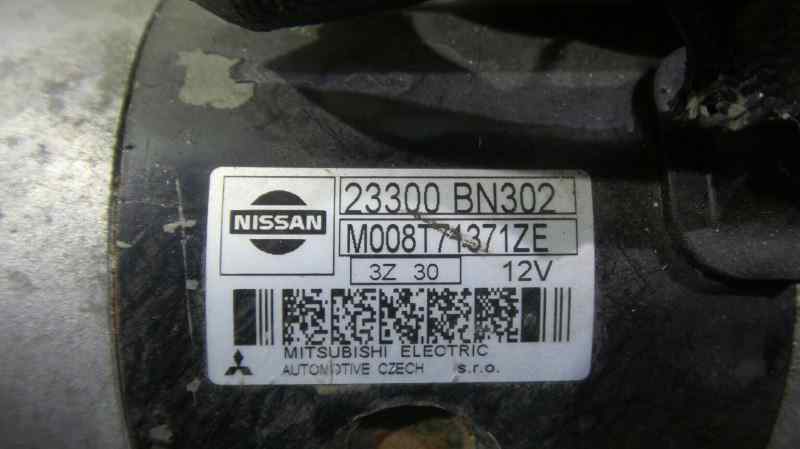 NISSAN
23300 BN302
M008T71371ZE
3Z 30
12V
MITSUBISHI ELECTRIC
AUTOMOTIVE CZECH s.r.o.